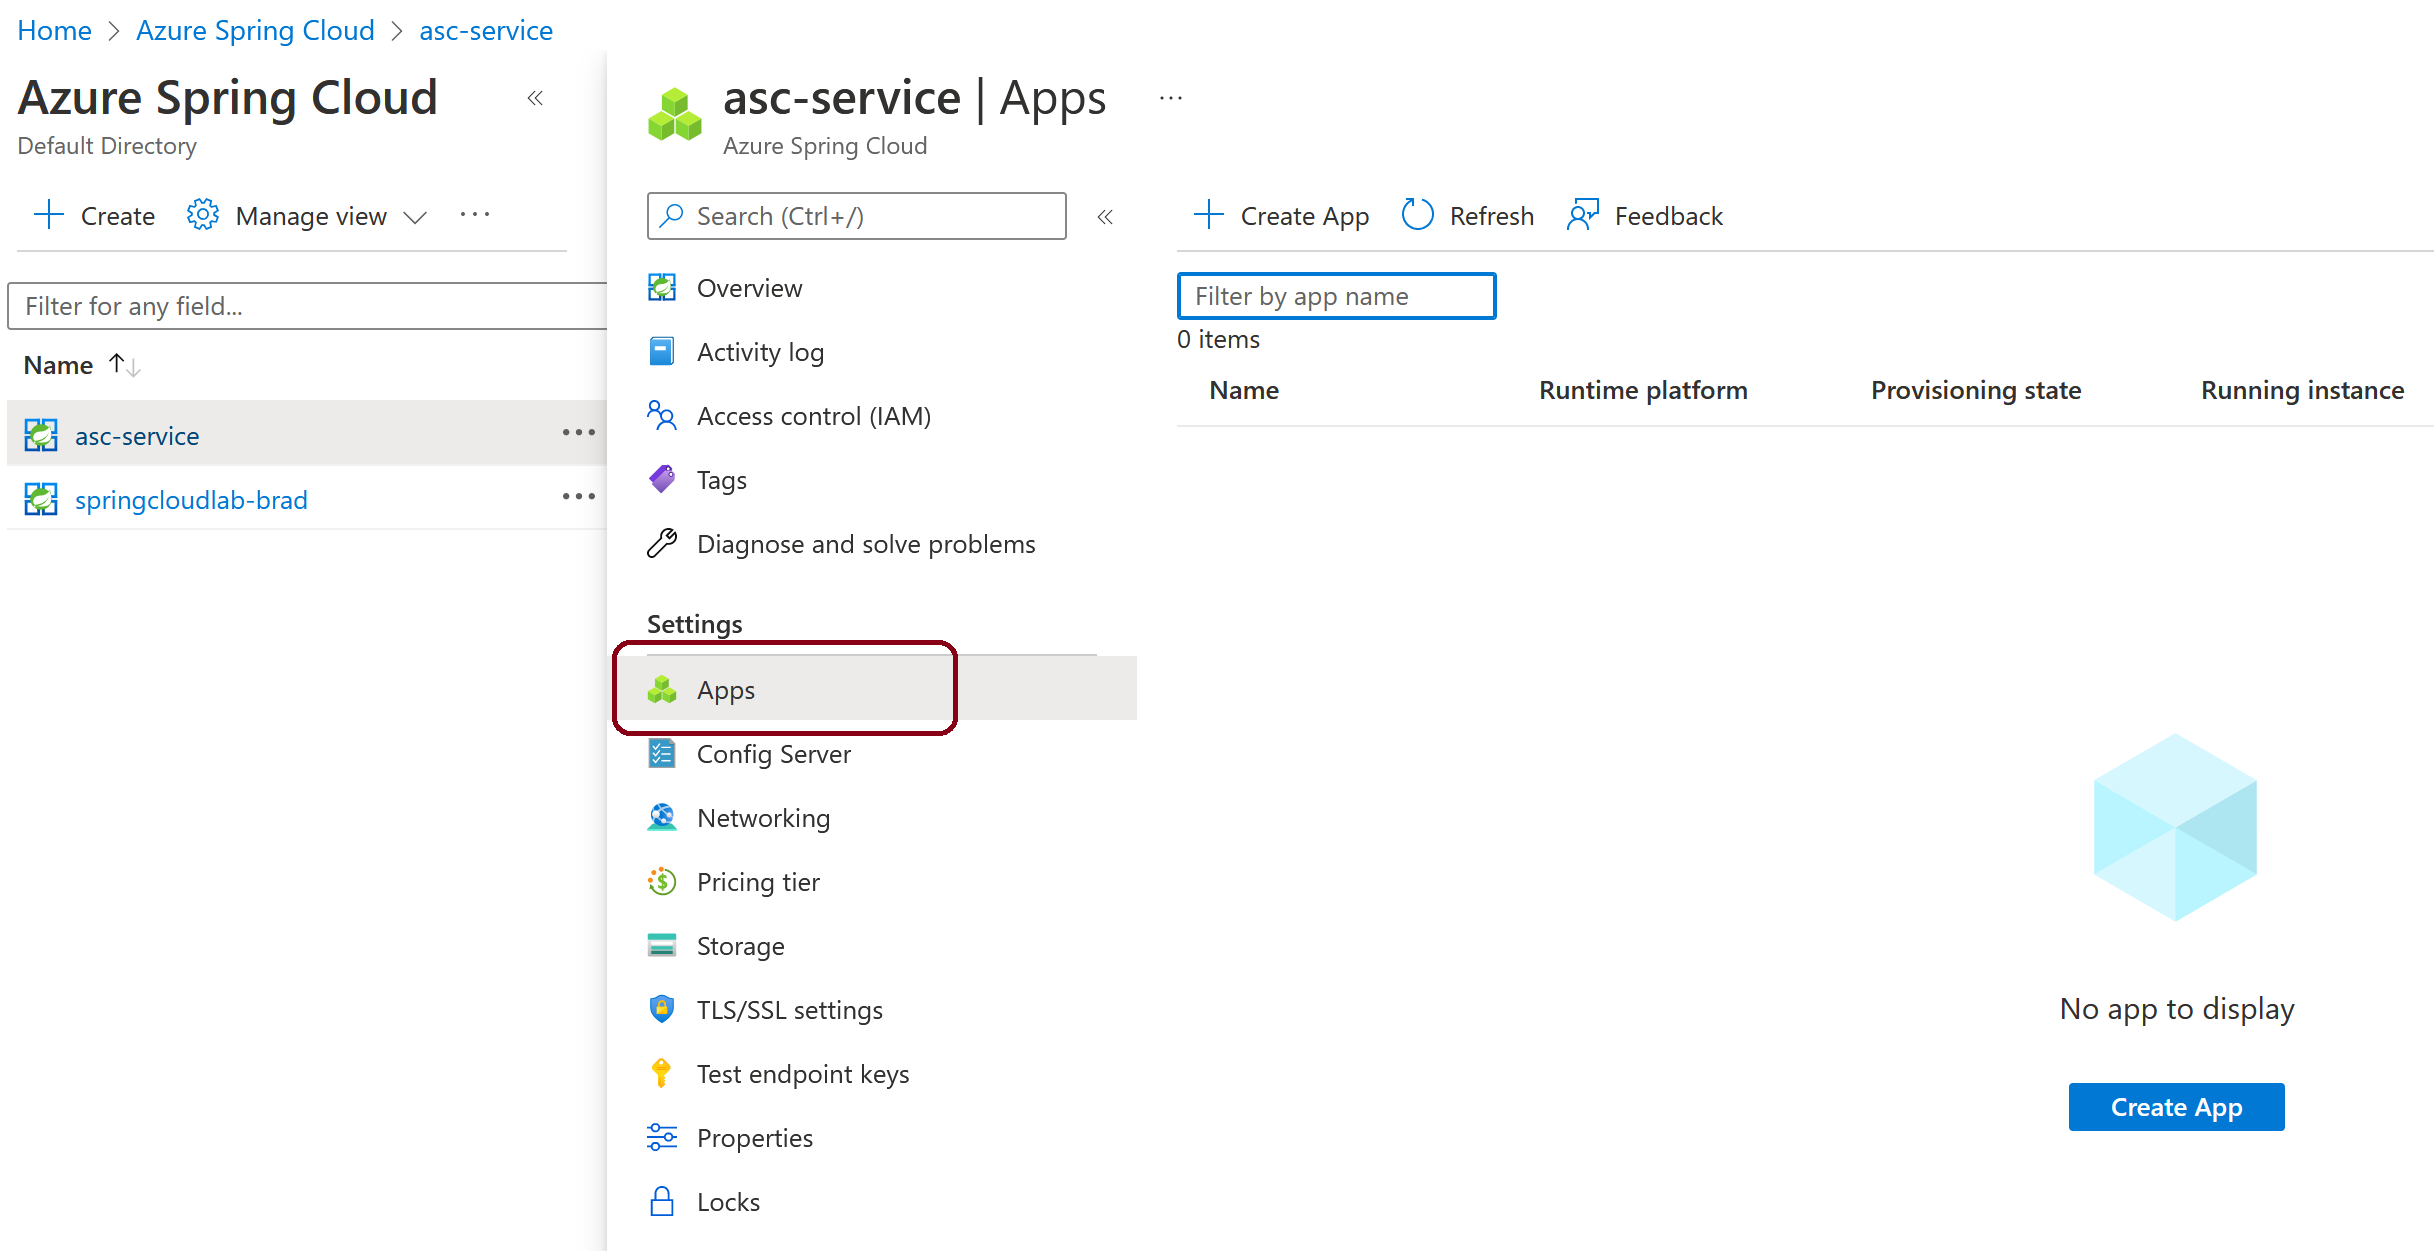 Home > Azure Spring Cloud > asc-service
Azure Spring Cloud «
Default Directory
Create Manage view ...
Filter for any field...
Name ↑↓
asc-service ...
springcloudlab-brad ...
asc-service | Apps ...
Azure Spring Cloud
Search (Ctrl+/) «
Overview
Activity log
Access control (IAM)
Tags
Diagnose and solve problems
Settings
Apps
Config Server
Networking
Pricing tier
Storage
TLS/SSL settings
Test endpoint keys
Properties
Locks
Create App Refresh Feedback
Filter by app name
0 items
Name Runtime platform Provisioning state Running instance
No app to display
Create App